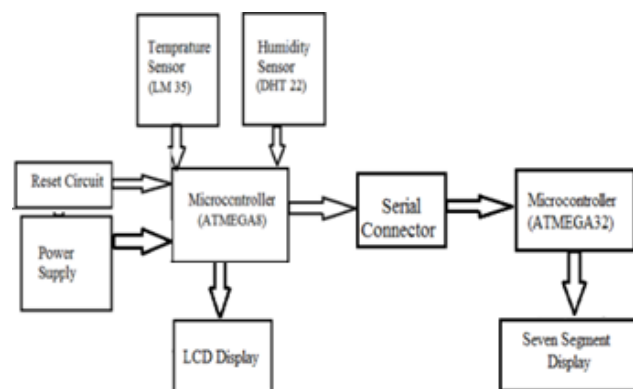 Temprature
Sensor
(LM 35)
Humidity
Sensor
(DHT 22)
Reset Circuit
Microcontroller
(ATMEGA8)
Serial
Connector
Microcontroller
(ATMEGA32)
Power
Supply
LCD Display
Seven Segment
Display